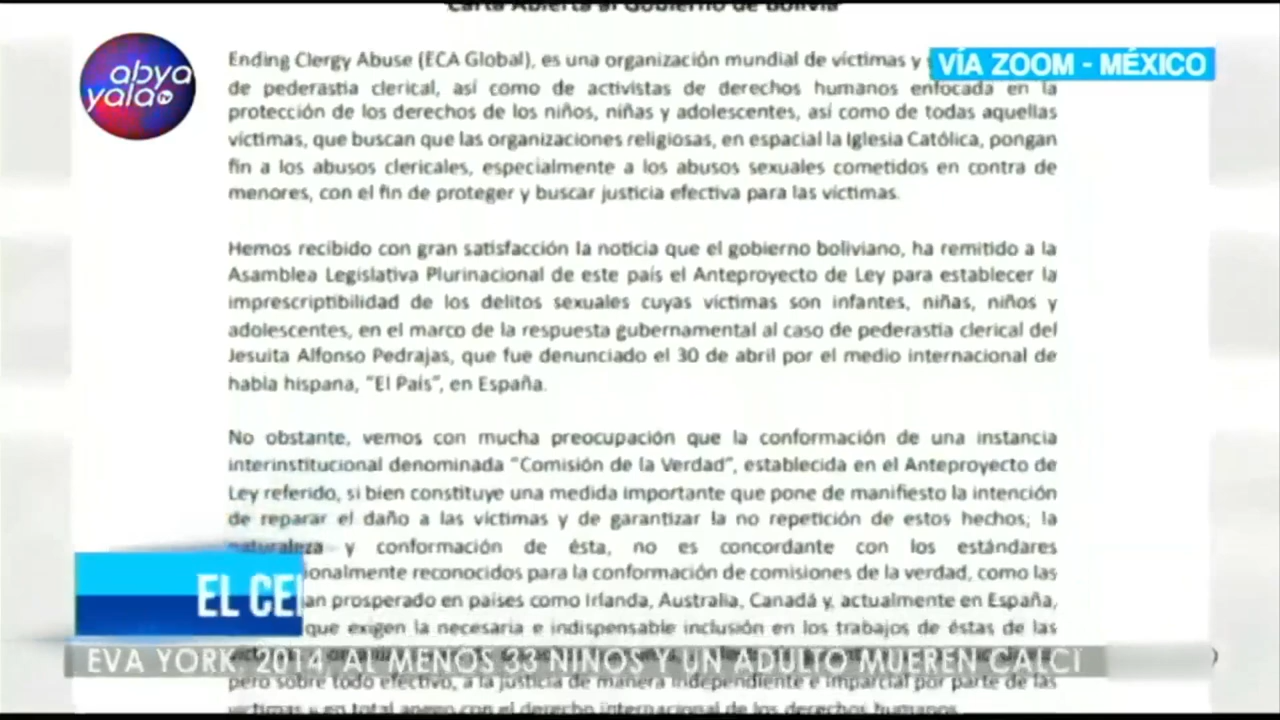 Carta Abierta al Gobierno de Bolivia
abya
yala tv
VÍA ZOOM - MÉXICO
Ending Clergy Abuse (ECA Global), es una organización mundial de víctimas y
de pederastia clerical, así como de activistas de derechos humanos enfocada en la
protección de los derechos de los niños, niñas y adolescentes, así como de todas aquellas
víctimas, que buscan que las organizaciones religiosas, en espacial la Iglesia Católica, pongan
fin a los abusos clericales, especialmente a los abusos sexuales cometidos en contra de
menores, con el fin de proteger y buscar justicia efectiva para las víctimas.
Hemos recibido con gran satisfacción la noticia que el gobierno boliviano, ha remitido a la
Asamblea Legislativa Plurinacional de este país el Anteproyecto de Ley para establecer la
imprescriptibilidad de los delitos sexuales cuyas víctimas son infantes, niñas, niños y
adolescentes, en el marco de la respuesta gubernamental al caso de pederastia clerical del
Jesuita Alfonso Pedrajas, que fue denunciado el 30 de abril por el medio internacional de
habla hispana, "El País", en España.
No obstante, vemos con mucha preocupación que la conformación de una instancia
interinstitucional denominada "Comisión de la Verdad", establecida en el Anteproyecto de
Ley referido, si bien constituye una medida importante que pone de manifiesto la intención
de reparar el daño a las víctimas y de garantizar la no repetición de estos hechos; la
naturaleza y conformación de ésta, no es concordante con los estándares
ionalmente reconocidos para la conformación de comisiones de la verdad, como las
an prosperado en países como Irlanda, Australia, Canadá y, actualmente en España,
que exigen la necesaria e indispensable inclusión en los trabajos de éstas de las
EL CE
EVA YORK, 2014, AL MENOS 33 NIÑOS Y UN ADULTO MUEREN CALCI
pero sobre todo efectivo, a la justicia de manera independiente e imparcial por parte de las
víctimas y en total apego con el derecho internacional de los derechos humanos.